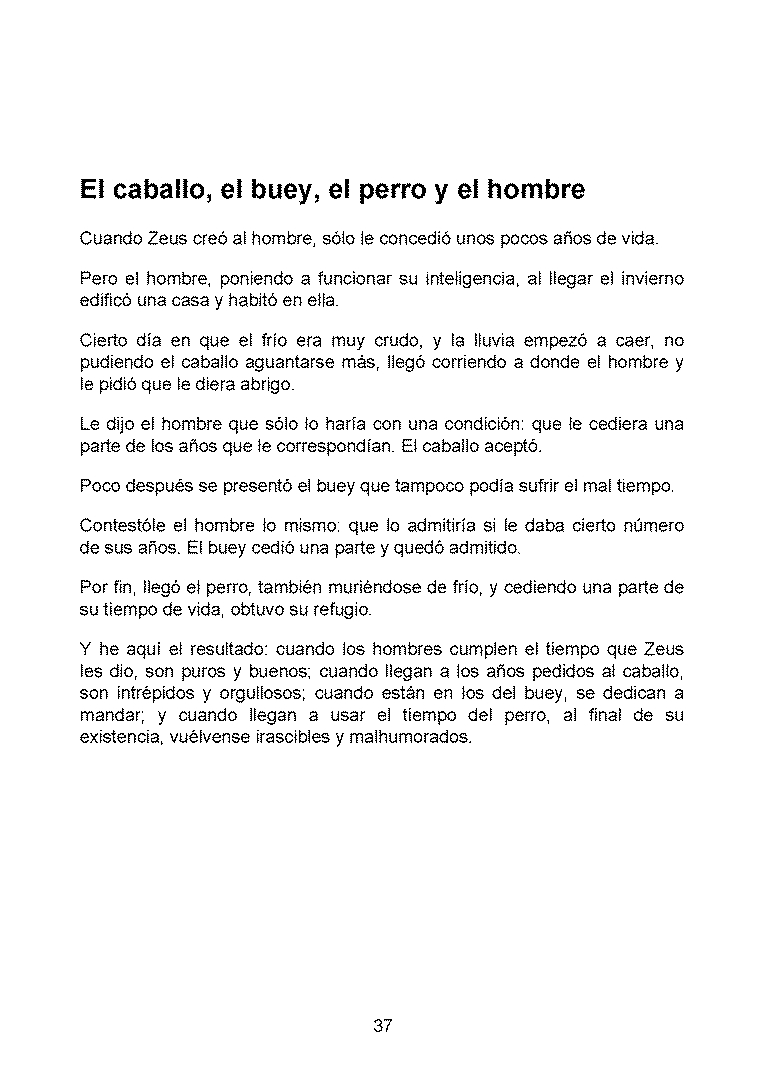 El caballo, el buey, el perro y el hombre
Cuando Zeus creó al hombre, sólo le concedió unos pocos años de vida.
Pero el hombre, poniendo a funcionar su inteligencia, al llegar el invierno
edificó una casa y habitó en ella.
Cierto día en que el frío era muy crudo, y la lluvia empezó a caer, no
pudiendo el caballo aguantarse más, llegó corriendo a donde el hombre y
le pidió que le diera abrigo.
Le dijo el hombre que sólo lo haría con una condición: que le cediera una
parte de los años que le correspondían. El caballo aceptó.
Poco después se presentó el buey que tampoco podía sufrir el mal tiempo.
Contestóle el hombre lo mismo: que lo admitiría si le daba cierto número
de sus años. El buey cedió una parte y quedó admitido.
Por fin, llegó el perro, también muriéndose de frío, y cediendo una parte de
su tiempo de vida, obtuvo su refugio.
Y he aquí el resultado: cuando los hombres cumplen el tiempo que Zeus
les dio, son puros y buenos; cuando llegan a los años pedidos al caballo,
son intrépidos y orgullosos; cuando están en los del buey, se dedican a
mandar; y cuando llegan a usar el tiempo del perro, al final de su
existencia, vuélvense irascibles y malhumorados.
37